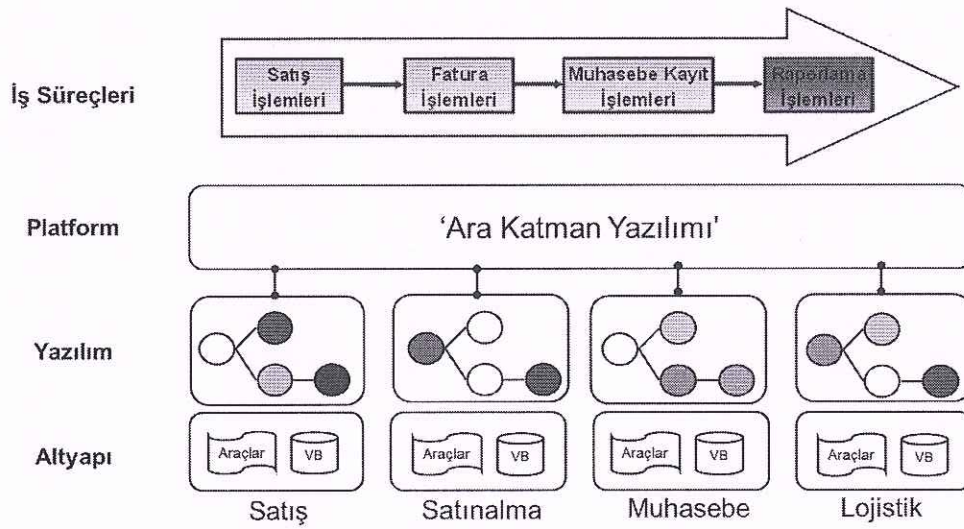 İş Süreçleri
Satış
İşlemleri
Fatura
İşlemleri
Muhasebe Kayıt
İşlemleri
Raporlama
İşlemleri
Platform
‘Ara Katman Yazılımı’
Yazılım
Altyapı
Araçlar
VB
Araçlar
VB
Araçlar
VB
Araçlar
VB
Satış
Satınalma
Muhasebe
Lojistik